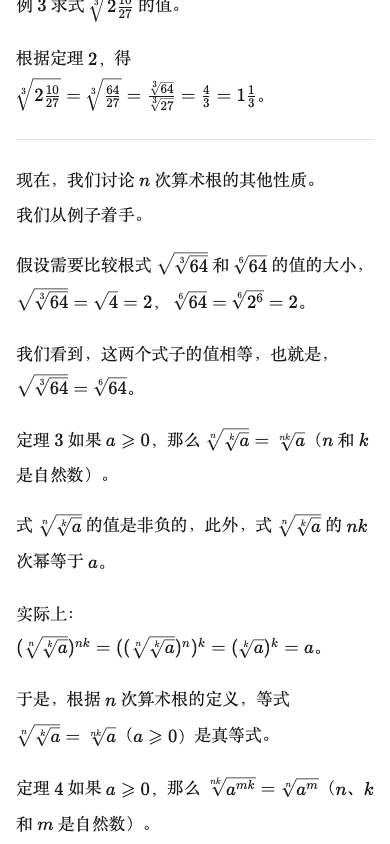 例 3 求式 ∛(2 10/27) 的值。
根据定理 2，得
∛(2 10/27) = ∛(64/27) = ∛64/∛27 = 4/3 = 1 1/3。
现在，我们讨论 n 次算术根的其他性质。
我们从例子着手。
假设需要比较根式 √(∛64) 和 ⁶√64 的值的大小，
√(∛64) = √4 = 2，⁶√64 = ⁶√(2⁶) = 2。
我们看到，这两个式子的值相等，也就是，
√(∛64) = ⁶√64。
定理 3 如果 a ⩾ 0，那么 ⁿ√(ᵏ√a) = ⁿᵏ√a（n 和 k
是自然数）。
式 ⁿ√(ᵏ√a) 的值是非负的，此外，式 ⁿ√(ᵏ√a) 的 nk
次幂等于 a。
实际上：
(ⁿ√(ᵏ√a))ⁿᵏ = ((ⁿ√(ᵏ√a))ⁿ)ᵏ = (ᵏ√a)ᵏ = a。
于是，根据 n 次算术根的定义，等式
ⁿ√(ᵏ√a) = ⁿᵏ√a（a ⩾ 0）是真等式。
定理 4 如果 a ⩾ 0，那么 ⁿᵏ√(aᵐᵏ) = ⁿ√(aᵐ)（n、k
和 m 是自然数）。